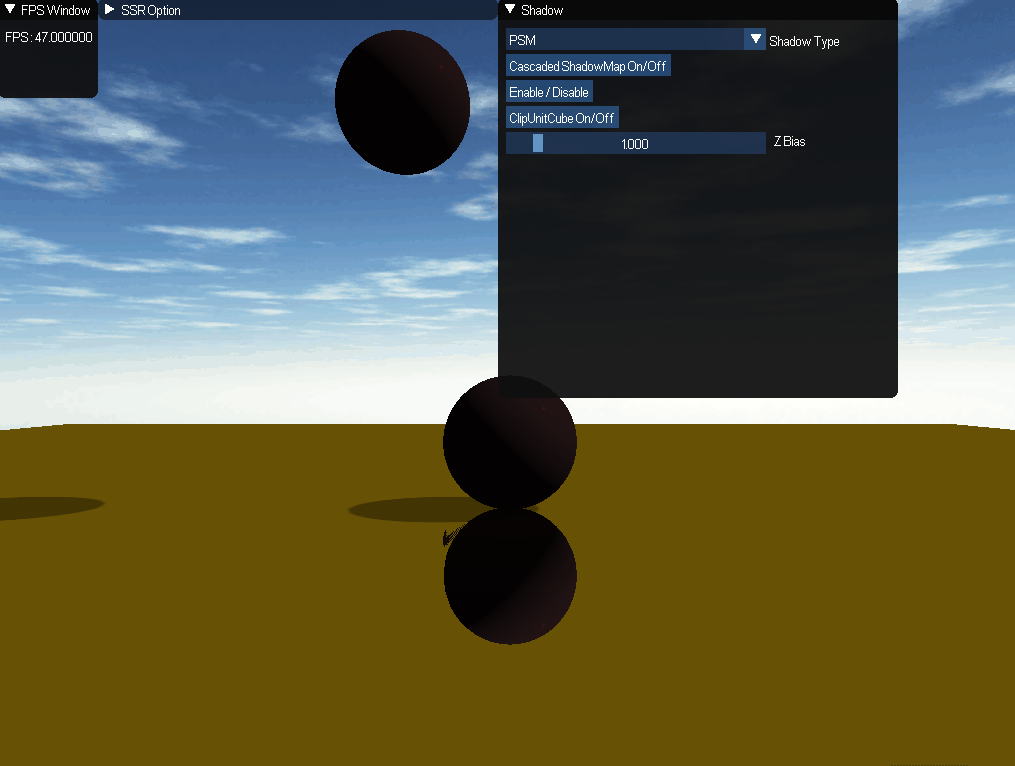 FPS Window
SSR Option
Shadow
FPS: 47.000000
PSM
Shadow Type
Cascaded ShadowMap On/Off
Enable / Disable
ClipUnitCube On/Off
1.000
Z Bias